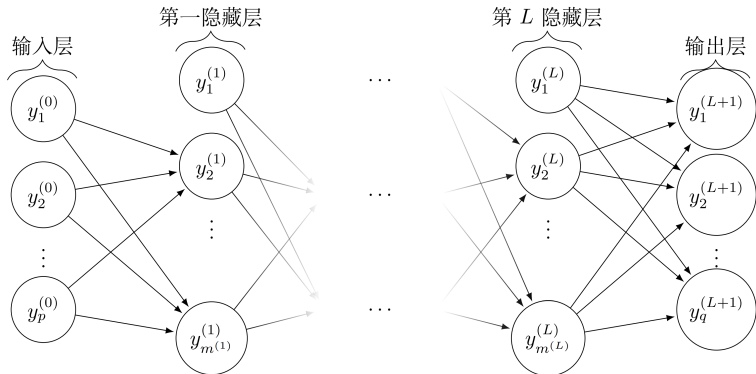 输入层
y_1^{(0)}
y_2^{(0)}
⋮
y_p^{(0)}
第一隐藏层
y_1^{(1)}
y_2^{(1)}
⋮
y_{m^{(1)}}^{(1)}
⋯
⋯
⋯
第 L 隐藏层
y_1^{(L)}
y_2^{(L)}
⋮
y_{m^{(L)}}^{(L)}
输出层
y_1^{(L+1)}
y_2^{(L+1)}
⋮
y_q^{(L+1)}